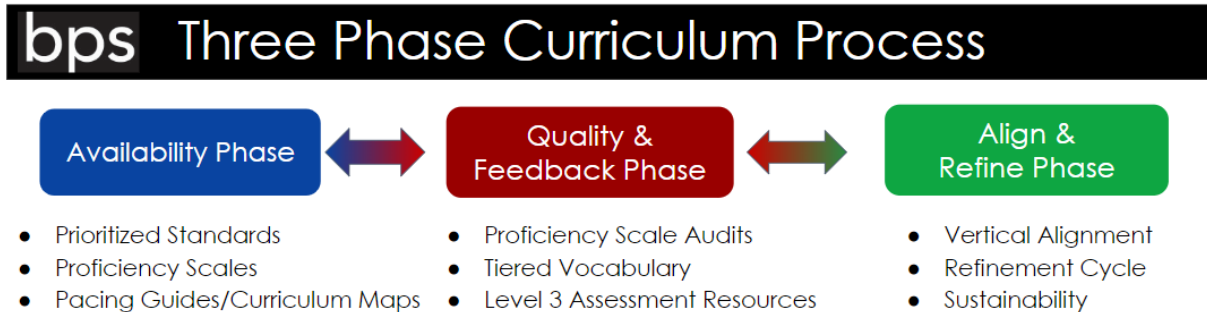 bps Three Phase Curriculum Process
Availability Phase
● Prioritized Standards
● Proficiency Scales
● Pacing Guides/Curriculum Maps
Quality &
Feedback Phase
● Proficiency Scale Audits
● Tiered Vocabulary
● Level 3 Assessment Resources
Align &
Refine Phase
● Vertical Alignment
● Refinement Cycle
● Sustainability